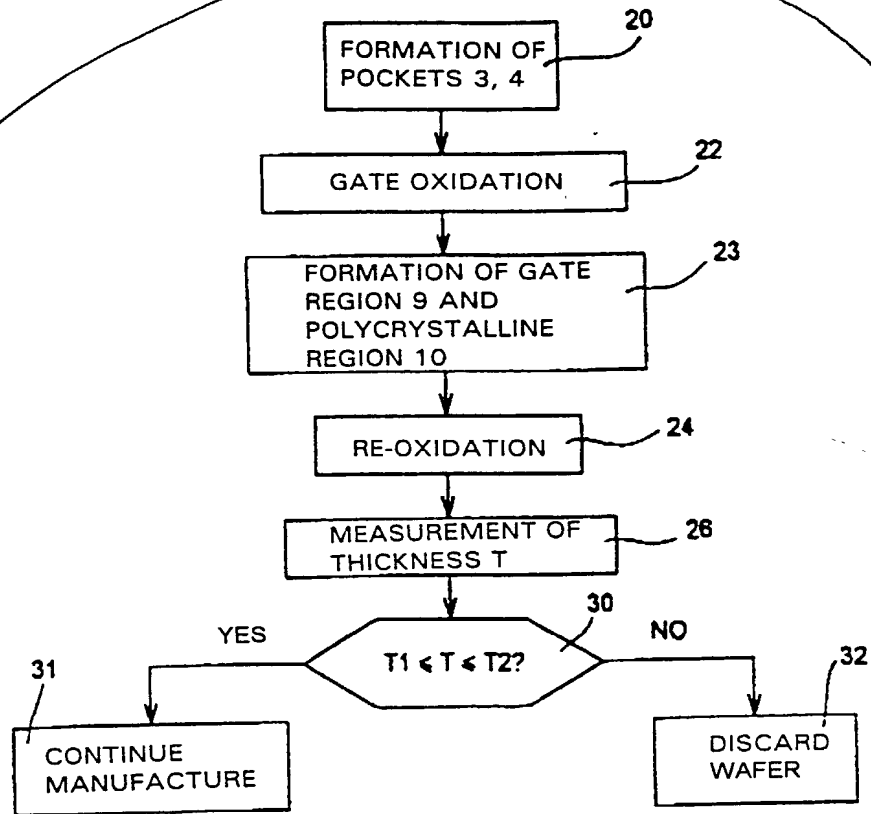 20
FORMATION OF
POCKETS 3, 4
22
GATE OXIDATION
23
FORMATION OF GATE
REGION 9 AND
POLYCRYSTALLINE
REGION 10
24
RE-OXIDATION
26
MEASUREMENT OF
THICKNESS T
30
YES
NO
T1 ⩽ T ⩽ T2?
31
32
CONTINUE
MANUFACTURE
DISCARD
WAFER